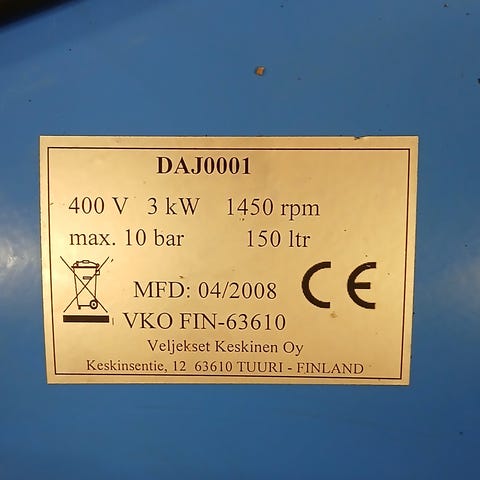 DAJ0001
400 V 3 kW 1450 rpm
max. 10 bar 150 ltr
MFD: 04/2008 CE
VKO FIN-63610
Veljekset Keskinen Oy
Keskinsentie, 12 63610 TUURI - FINLAND